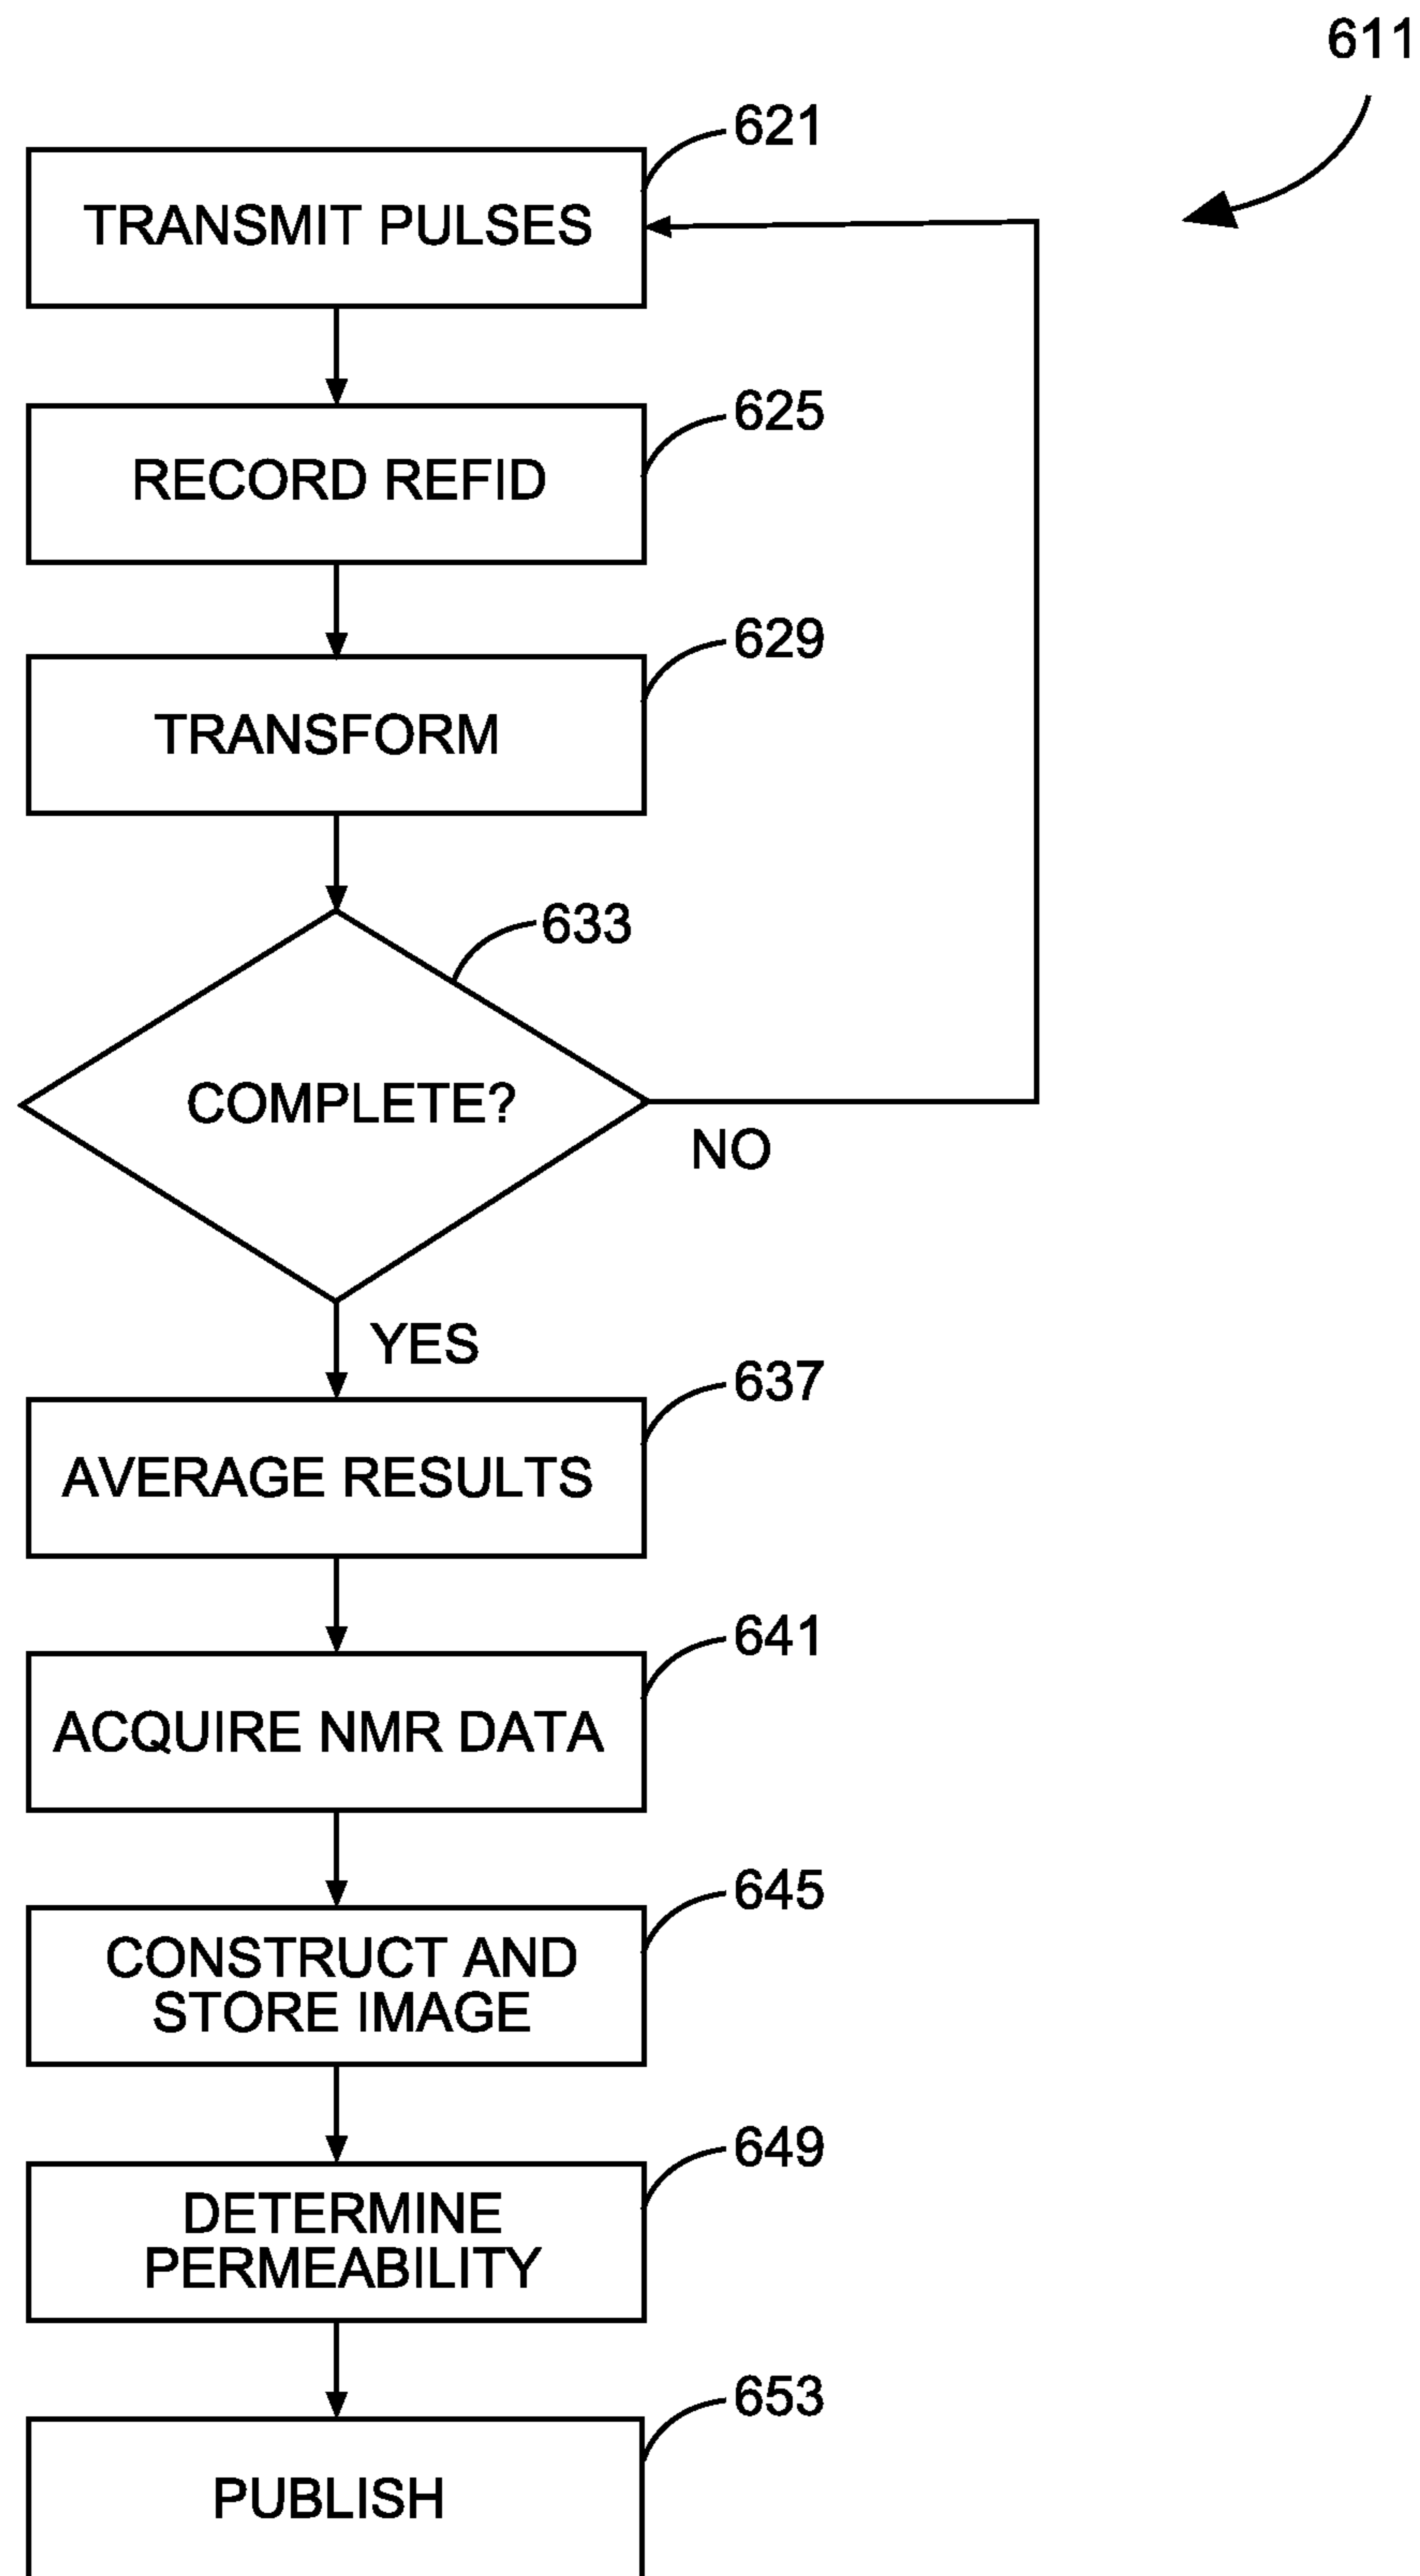 611
621
TRANSMIT PULSES
625
RECORD REFID
629
TRANSFORM
633
COMPLETE?
NO
YES
637
AVERAGE RESULTS
641
ACQUIRE NMR DATA
645
CONSTRUCT AND
STORE IMAGE
649
DETERMINE
PERMEABILITY
653
PUBLISH